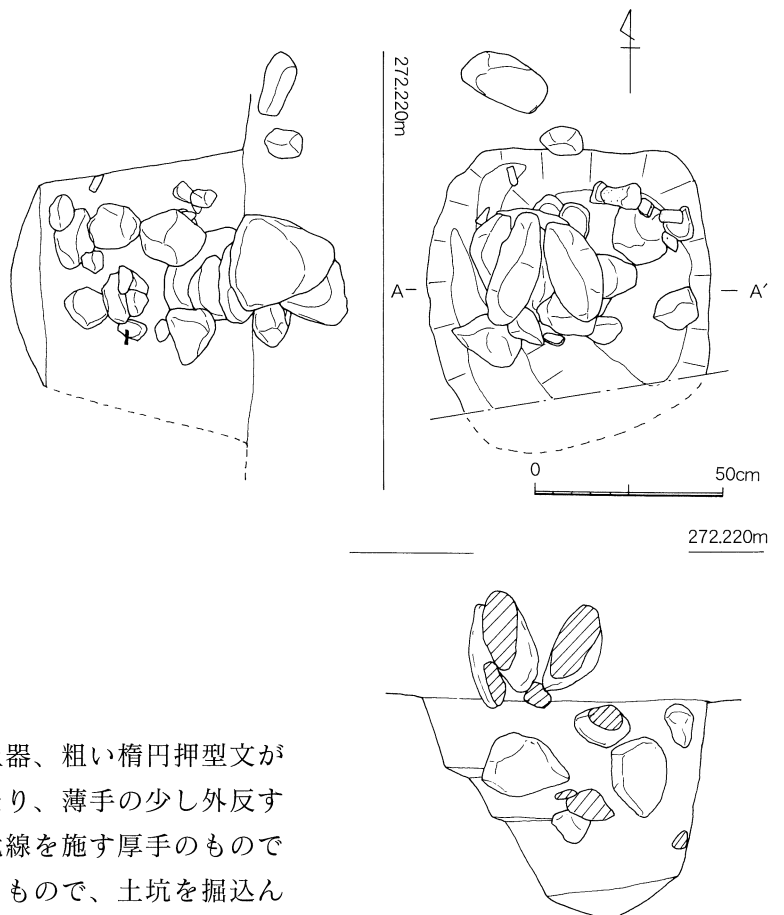 272.220m
A
A′
0
50cm
272.220m
器、粗い楕円押型文が
り、薄手の少し外反す
線を施す厚手のもので
もので、土坑を掘込ん